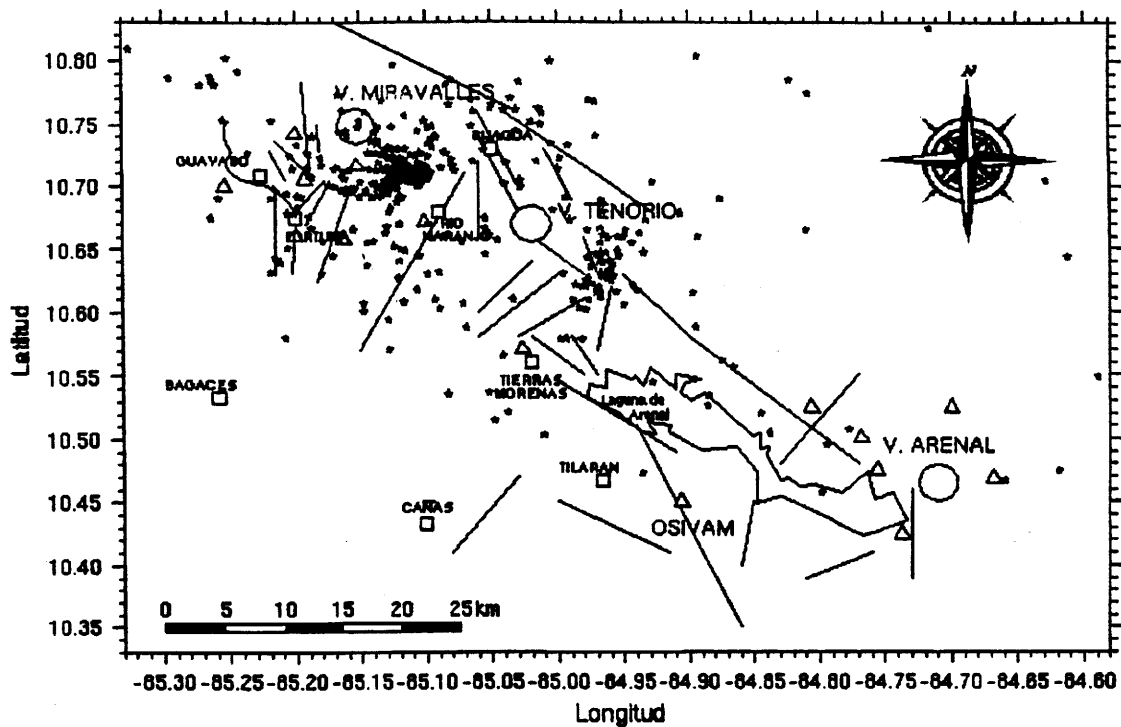 10.80
10.75
10.70
10.65
10.60
10.55
10.50
10.45
10.40
10.35
Latitud
N
V. MIRAVALLES
GUAYABO
V. TENORIO
RIO
NARANJO
BAGACES
TIERRAS
MORENAS
Laguna de
Arenal
V. ARENAL
TILARAN
CAÑAS
OSIVAM
0 5 10 15 20 25km
-85.30 -85.25 -85.20 -85.15 -85.10 -85.05 -85.00 -84.95 -84.90 -84.85 -84.80 -84.75 -84.70 -84.65 -84.60
Longitud